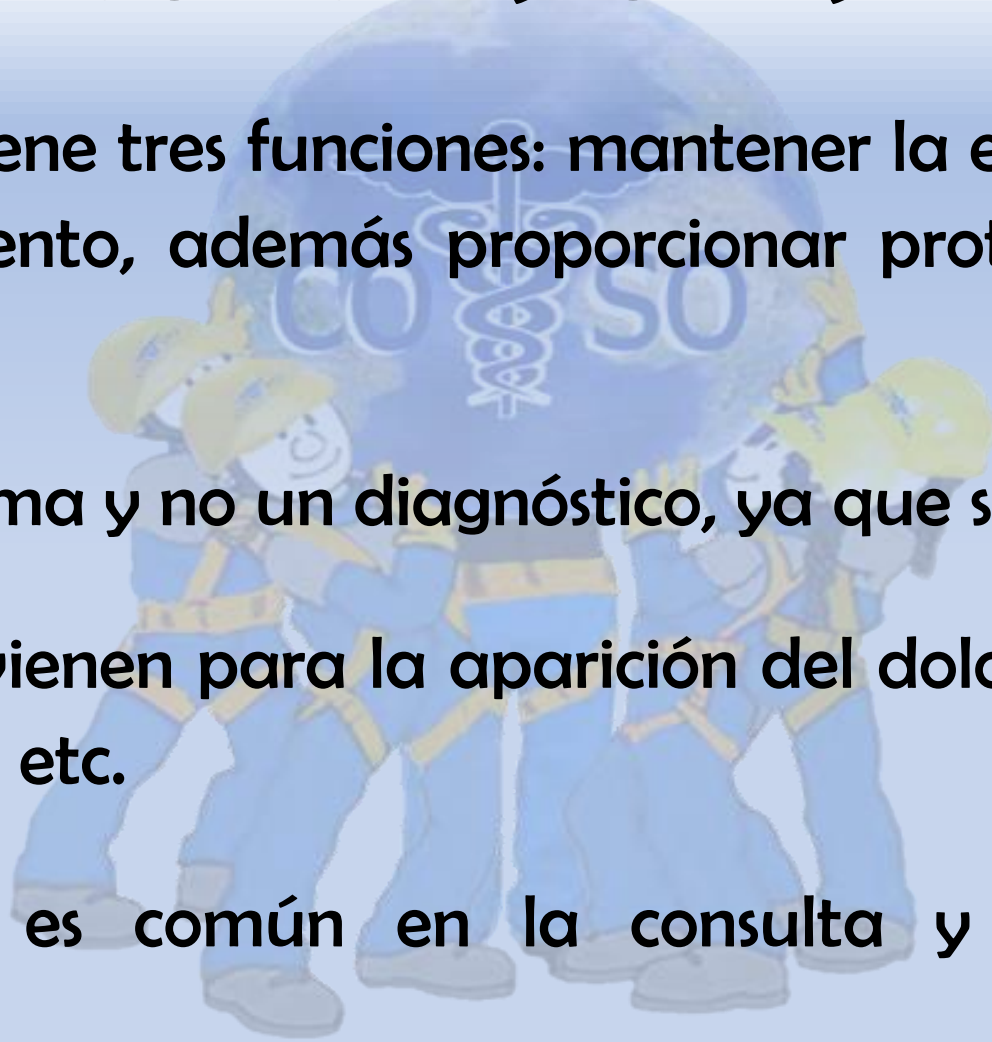 ene tres funciones: mantener la e
ento, además proporcionar prot
CO SO
ma y no un diagnóstico, ya que s
vienen para la aparición del dolo
etc.
es común en la consulta y